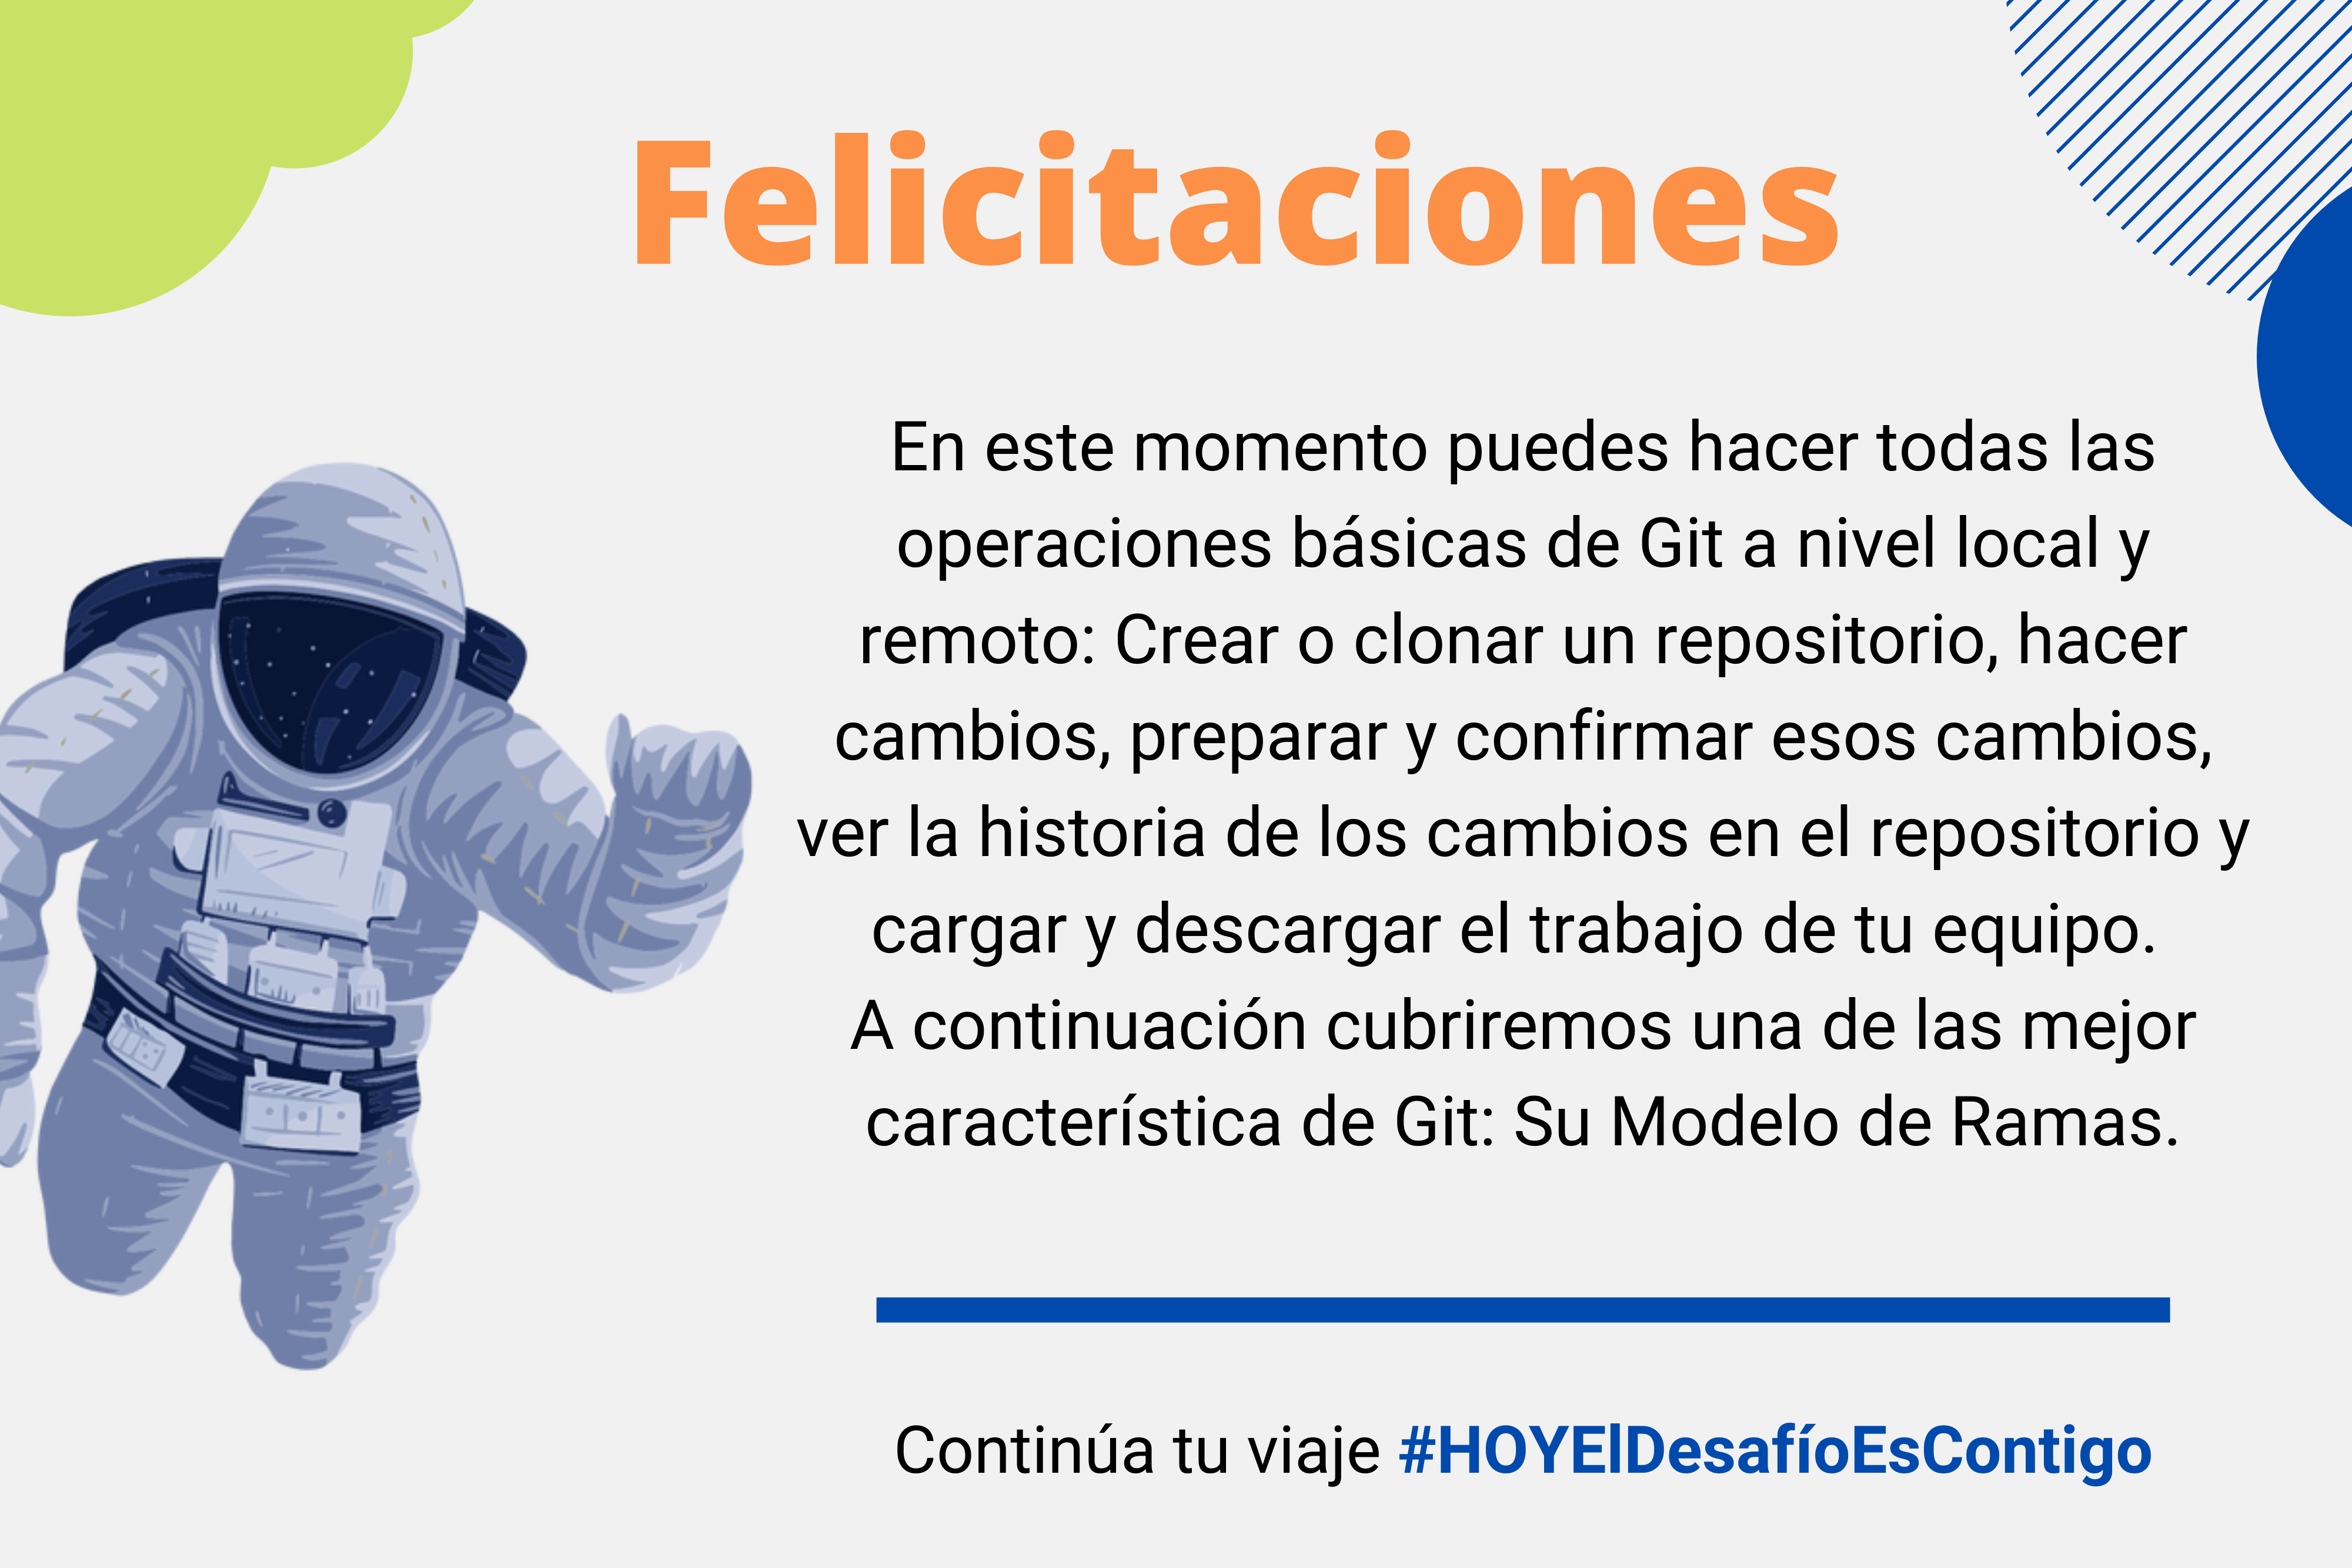 Felicitaciones
En este momento puedes hacer todas las
operaciones básicas de Git a nivel local y
remoto: Crear o clonar un repositorio, hacer
cambios, preparar y confirmar esos cambios,
ver la historia de los cambios en el repositorio y
cargar y descargar el trabajo de tu equipo.
A continuación cubriremos una de las mejor
característica de Git: Su Modelo de Ramas.
Continúa tu viaje #HOYElDesafíoEsContigo